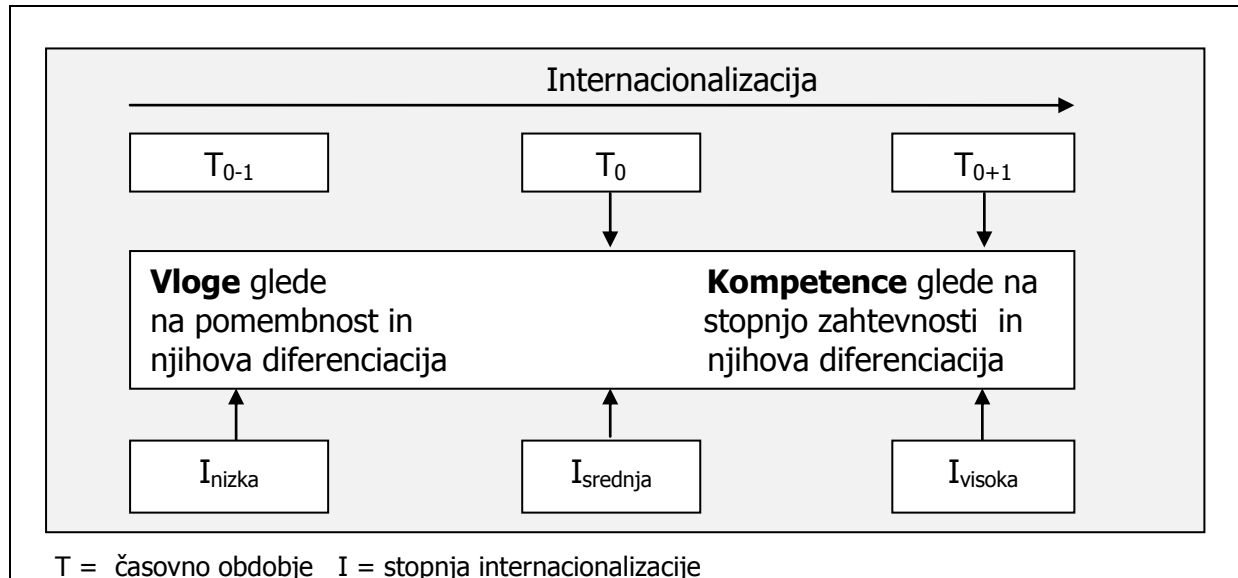 Internacionalizacija
T0-1 T0 T0+1
Vloge glede
na pomembnost in
njihova diferenciacija
Kompetence glede na
stopnjo zahtevnosti in
njihova diferenciacija
Inizka Isrednja Ivisoka
T = časovno obdobje I = stopnja internacionalizacije